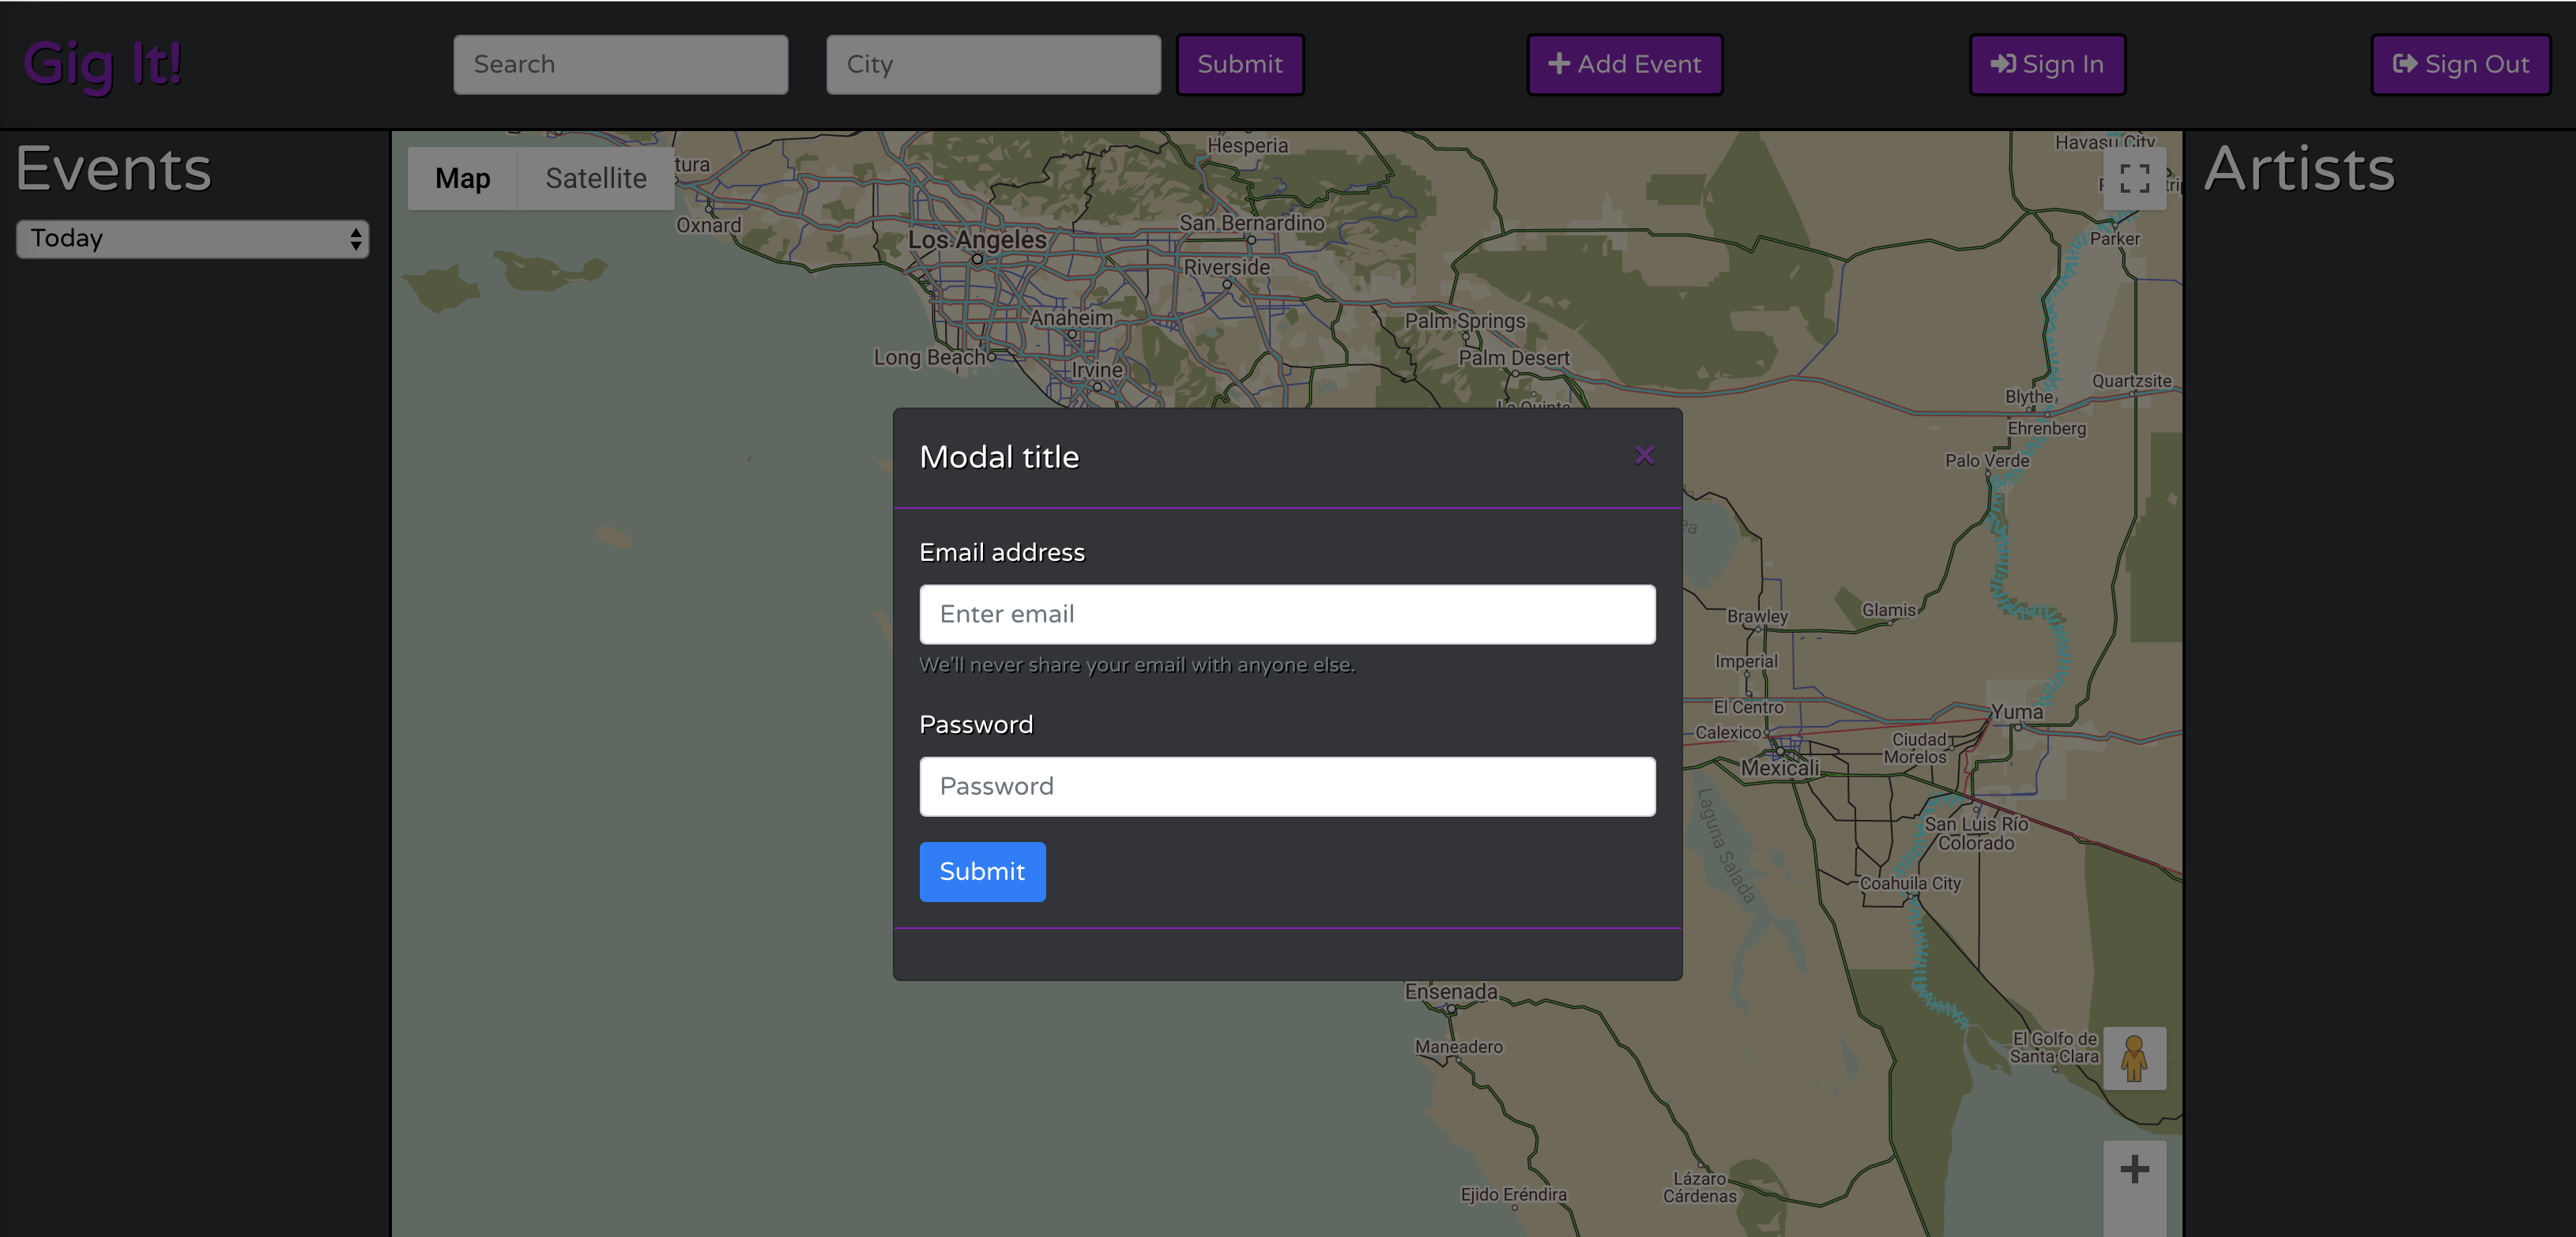 Gig It!
Search
City
Submit
Add Event
Sign In
Sign Out
Events
Today
Artists
Map
Satellite
tura
Oxnard
Los Angeles
Hesperia
San Bernardino
Riverside
Anaheim
Long Beach
Irvine
Palm Springs
Palm Desert
La Quinta
Havasu City
Parker
Quartzsite
Blythe
Ehrenberg
Palo Verde
Modal title
×
Email address
Enter email
We'll never share your email with anyone else.
Password
Password
Submit
ea
Brawley
Glamis
Imperial
El Centro
Calexico
Yuma
Ciudad
Morelos
Mexicali
Laguna Salada
San Luis Río
Colorado
Coahuila City
Ensenada
Maneadero
El Golfo de
Santa Clara
Lázaro
Cárdenas
Ejido Eréndira